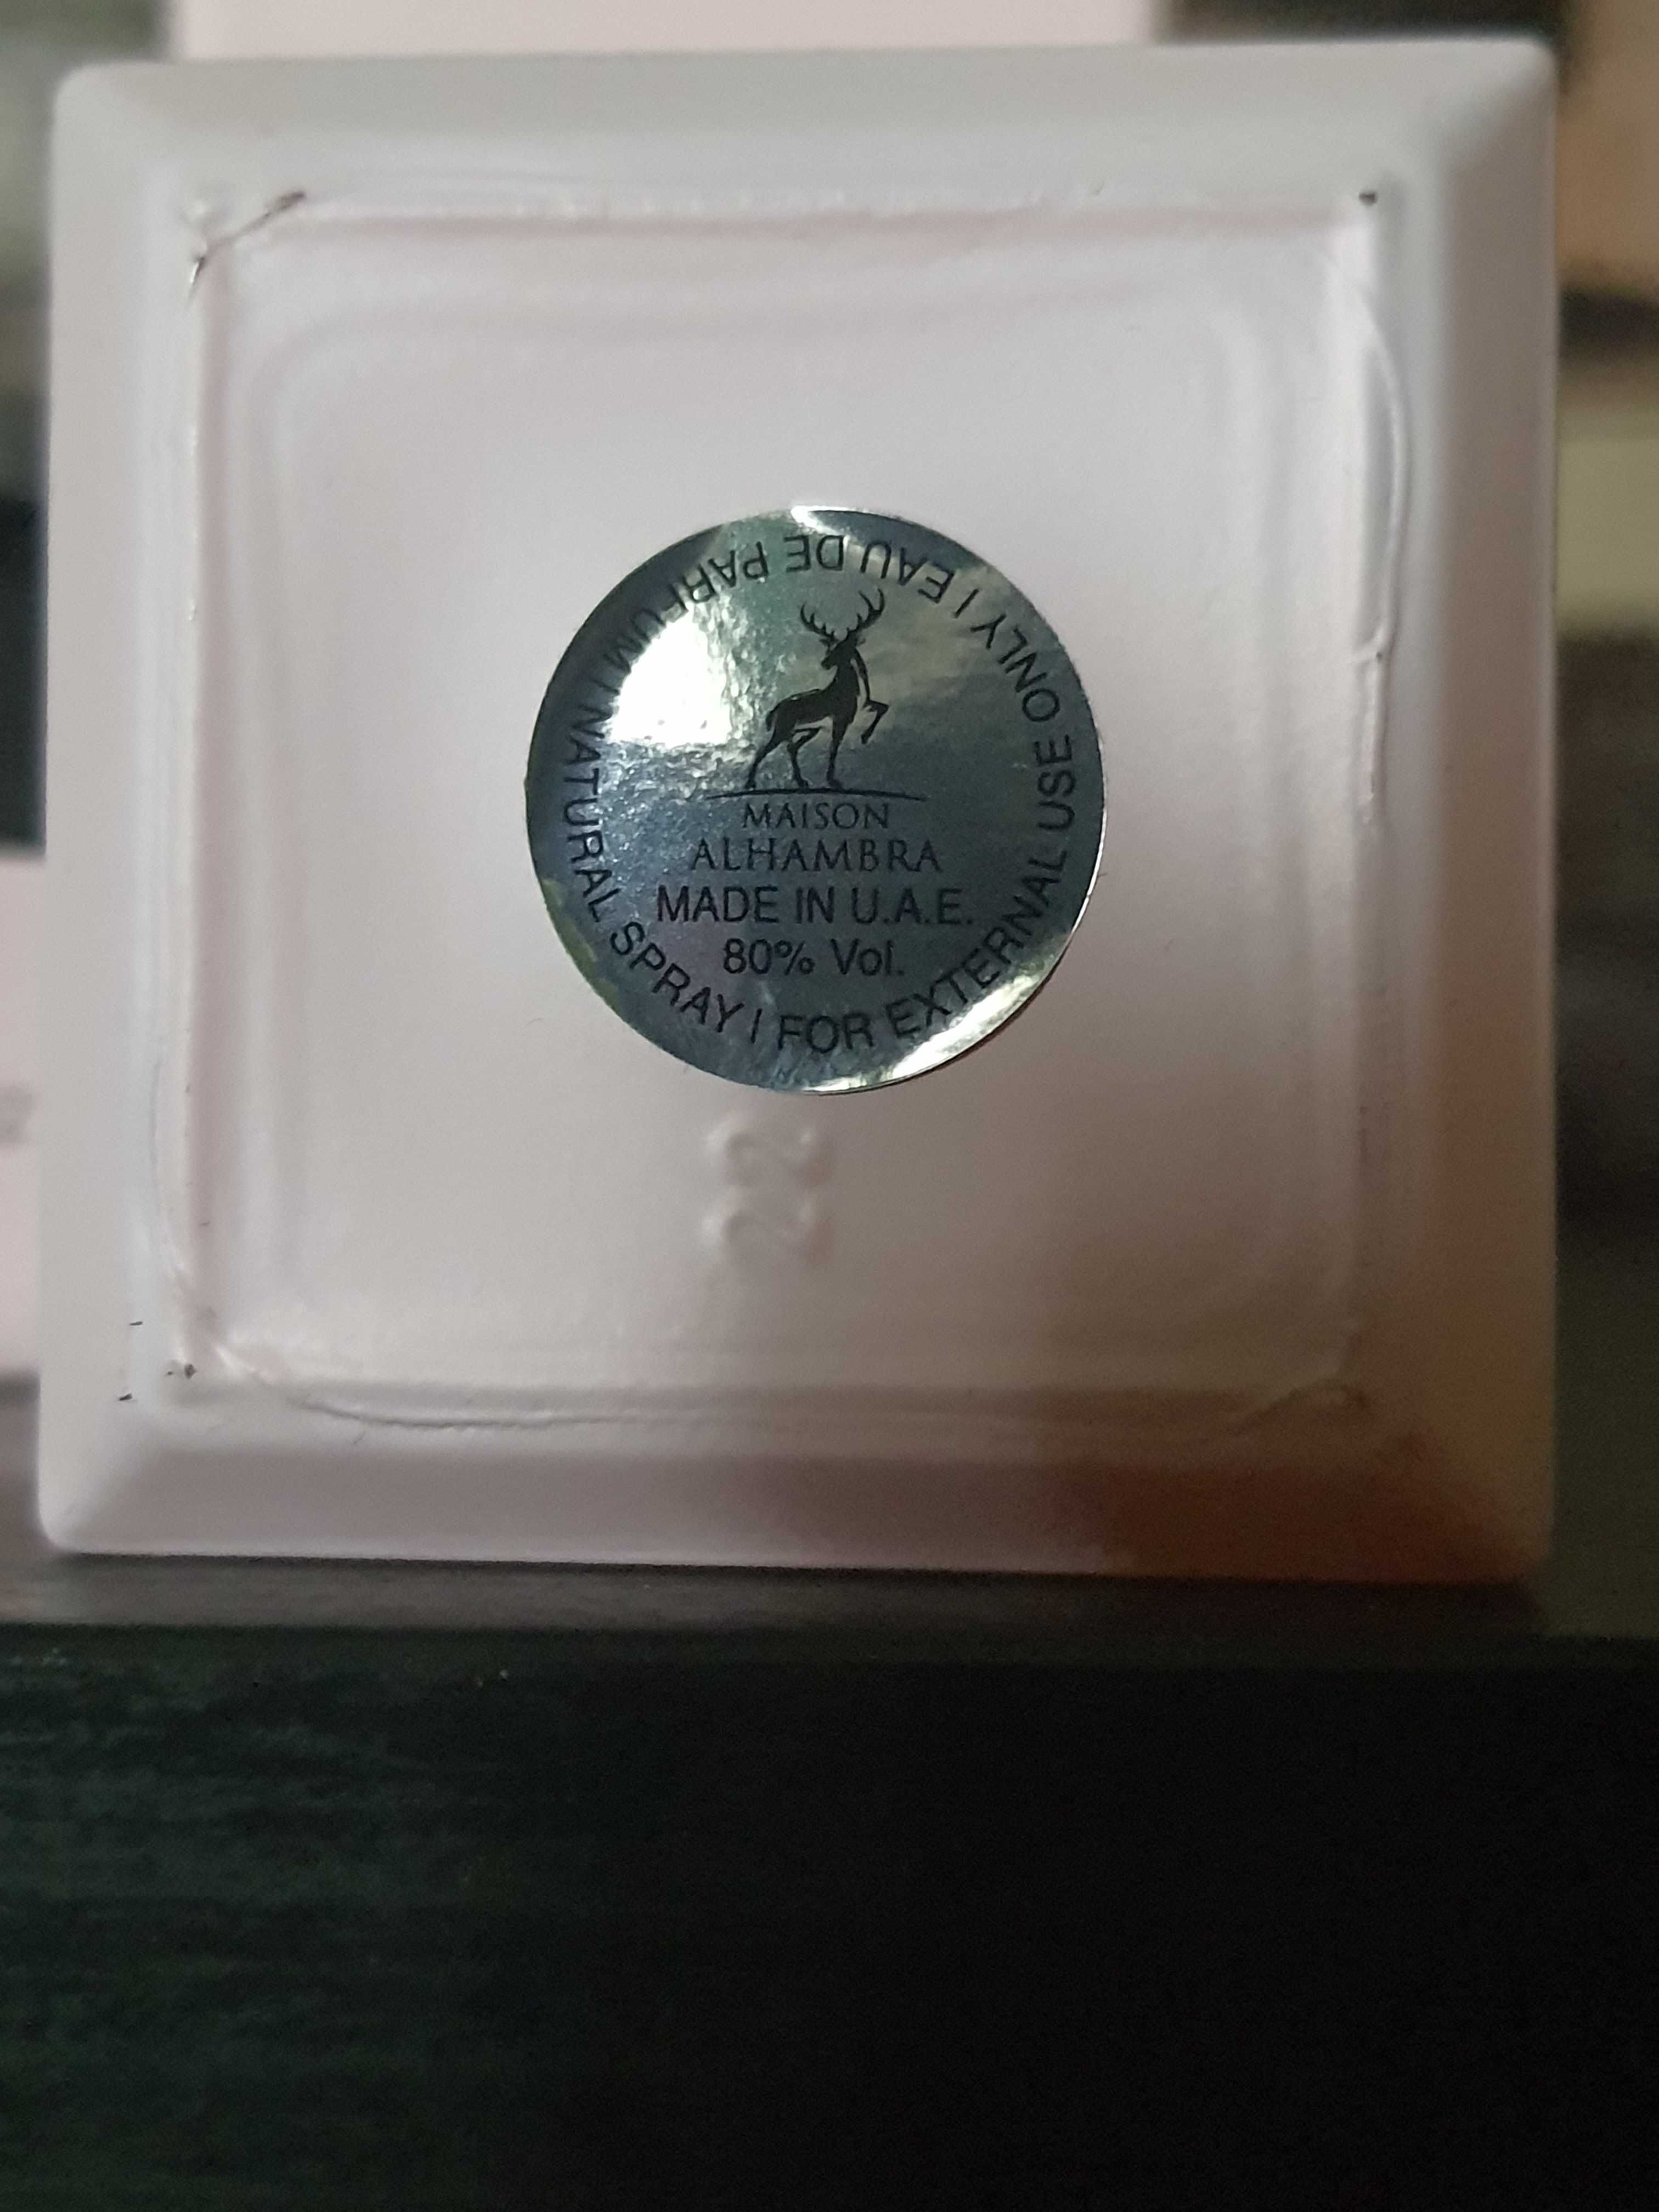 MAISON
ALHAMBRA
MADE IN U.A.E.
80% Vol.
EAU DE PARFUM | NATURAL SPRAY | FOR EXTERNAL USE ONLY |